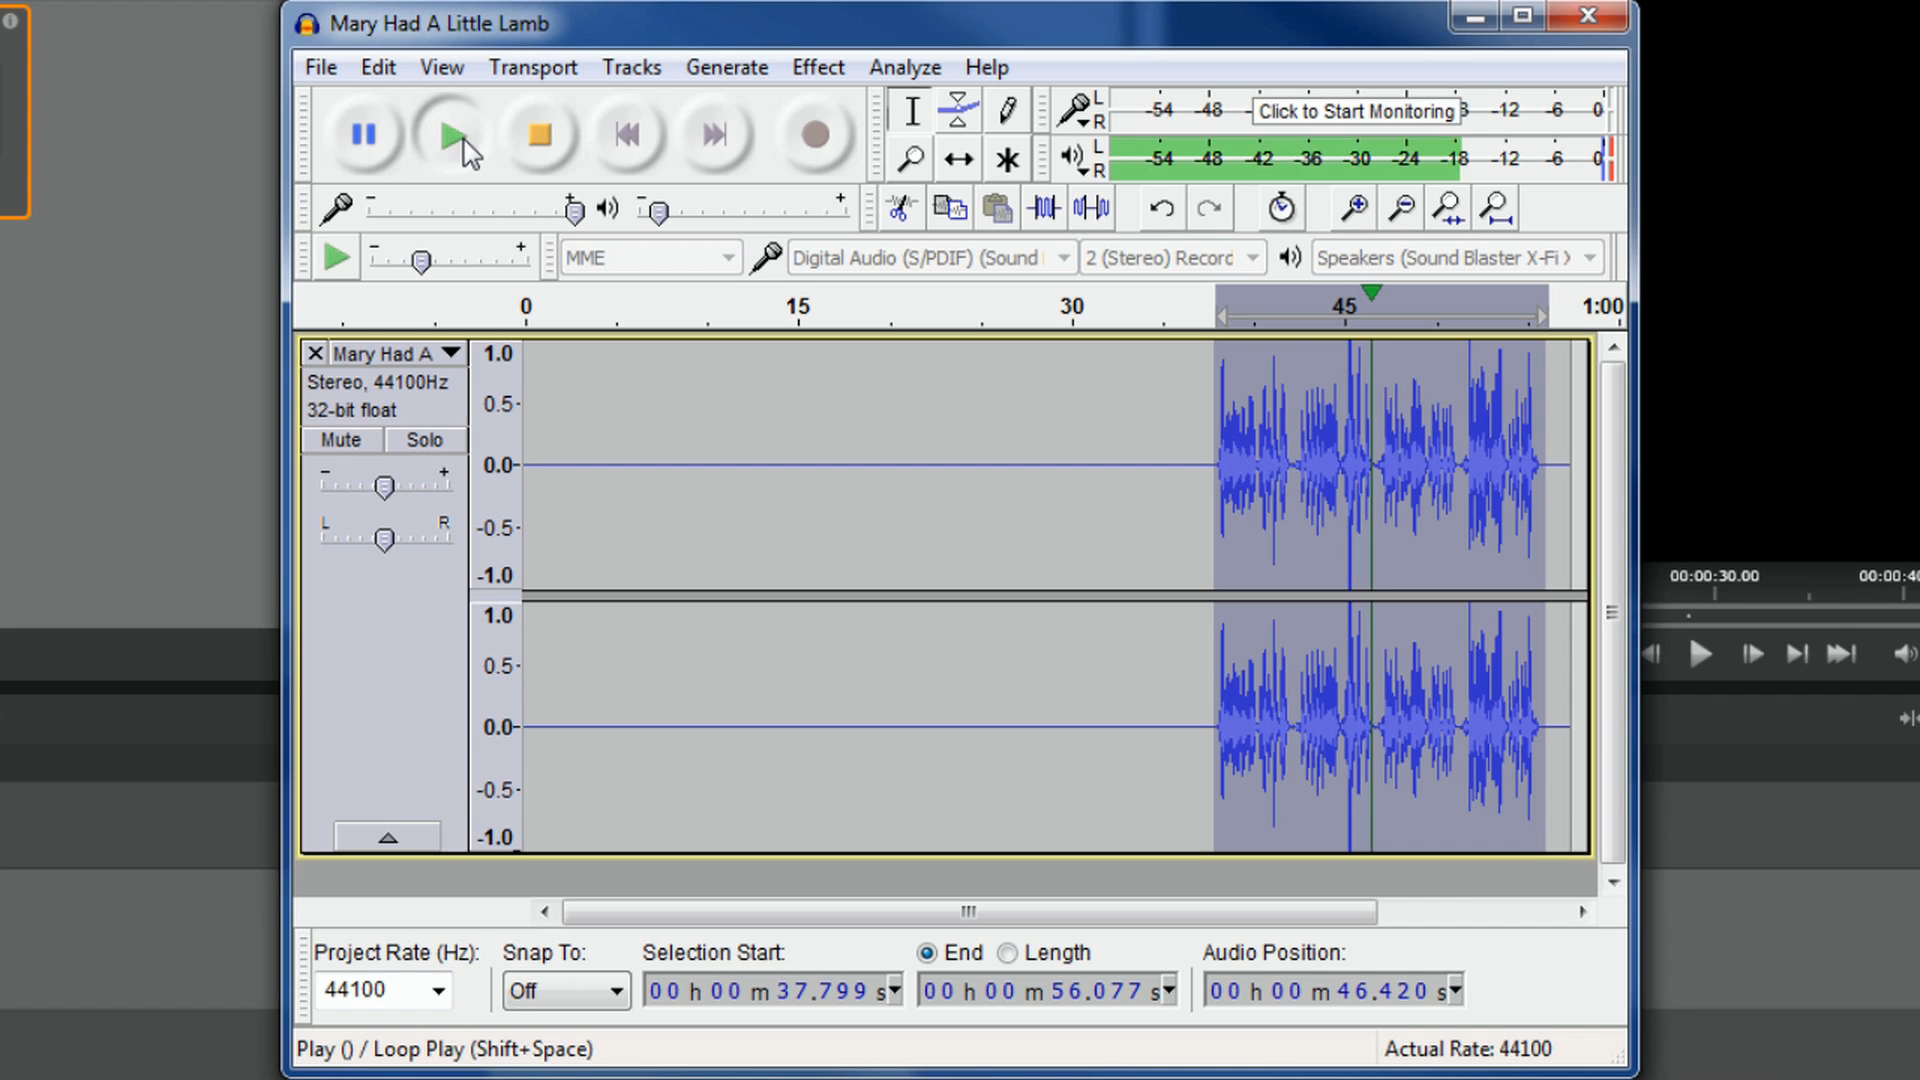 Mary Had A Little Lamb
File Edit View Transport Tracks Generate Effect Analyze Help
L
R
-54 -48 Click to Start Monitoring -12 -6 0
L
R
-54 -48 -42 -36 -30 -24 -18 -12 -6 0
MME
Digital Audio (S/PDIF) (Sound
2 (Stereo) Record
Speakers (Sound Blaster X-Fi
0 15 30 45 1:00
Mary Had A
Stereo, 44100Hz
32-bit float
Mute Solo
- +
L R
1.0
0.5-
0.0-
-0.5-
-1.0
1.0
0.5-
0.0-
-0.5-
-1.0
00:00:30.00 00:00:40
Project Rate (Hz): Snap To: Selection Start: End Length Audio Position:
44100 Off 00 h 00 m 37.799 s 00 h 00 m 56.077 s 00 h 00 m 46.420 s
Play () / Loop Play (Shift+Space) Actual Rate: 44100